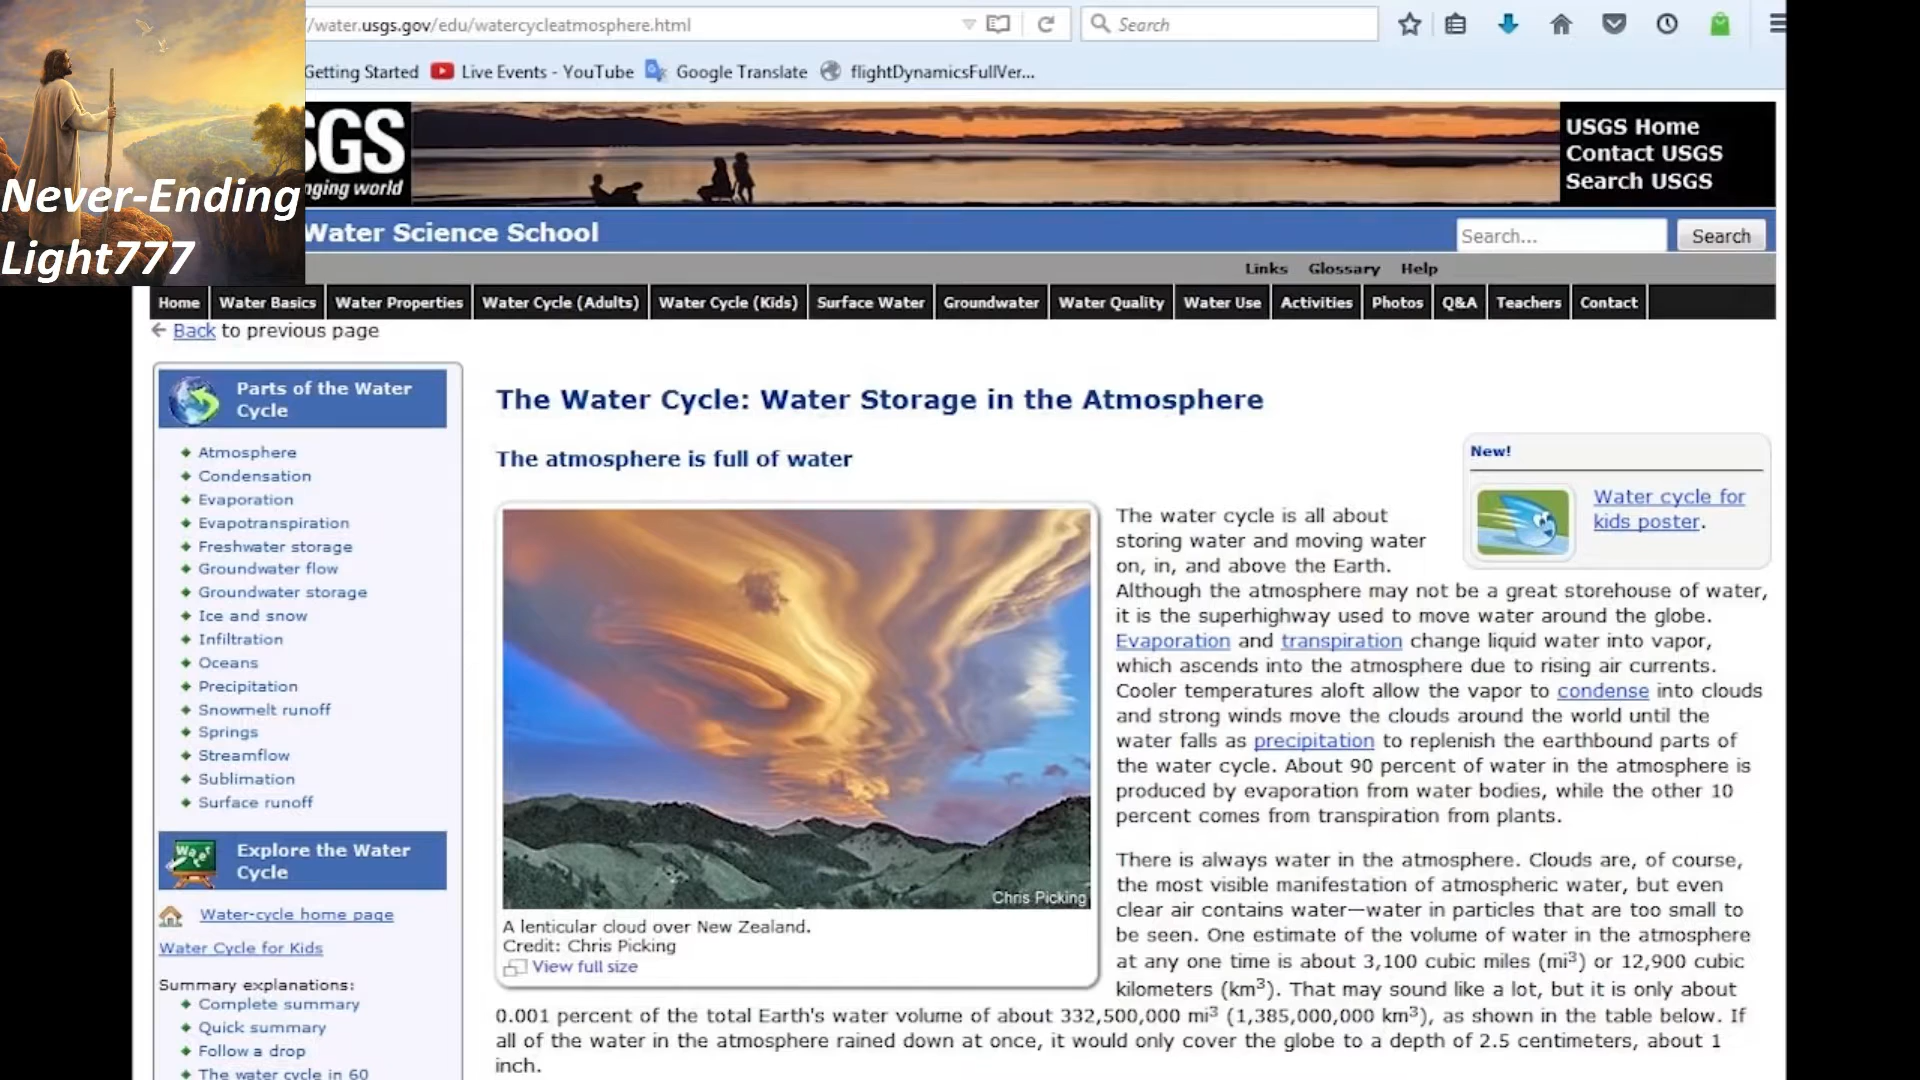 /water.usgs.gov/edu/watercycleatmosphere.html
Search
Getting Started
Live Events - YouTube
Google Translate
flightDynamicsFullVer...
Never-Ending
Light777
SGS
nging world
USGS Home
Contact USGS
Search USGS
Water Science School
Search...
Search
Links Glossary Help
Home Water Basics Water Properties Water Cycle (Adults) Water Cycle (Kids) Surface Water Groundwater Water Quality Water Use Activities Photos Q&A Teachers Contact
Back to previous page
Parts of the Water
Cycle
Atmosphere
Condensation
Evaporation
Evapotranspiration
Freshwater storage
Groundwater flow
Groundwater storage
Ice and snow
Infiltration
Oceans
Precipitation
Snowmelt runoff
Springs
Streamflow
Sublimation
Surface runoff
Explore the Water
Cycle
Water-cycle home page
Water Cycle for Kids
Summary explanations:
Complete summary
Quick summary
Follow a drop
The water cycle in 60
The Water Cycle: Water Storage in the Atmosphere
The atmosphere is full of water
Chris Picking
A lenticular cloud over New Zealand.
Credit: Chris Picking
View full size
New!
Water cycle for
kids poster.
The water cycle is all about
storing water and moving water
on, in, and above the Earth.
Although the atmosphere may not be a great storehouse of water,
it is the superhighway used to move water around the globe.
Evaporation and transpiration change liquid water into vapor,
which ascends into the atmosphere due to rising air currents.
Cooler temperatures aloft allow the vapor to condense into clouds
and strong winds move the clouds around the world until the
water falls as precipitation to replenish the earthbound parts of
the water cycle. About 90 percent of water in the atmosphere is
produced by evaporation from water bodies, while the other 10
percent comes from transpiration from plants.
There is always water in the atmosphere. Clouds are, of course,
the most visible manifestation of atmospheric water, but even
clear air contains water—water in particles that are too small to
be seen. One estimate of the volume of water in the atmosphere
at any one time is about 3,100 cubic miles (mi³) or 12,900 cubic
kilometers (km³). That may sound like a lot, but it is only about
0.001 percent of the total Earth's water volume of about 332,500,000 mi³ (1,385,000,000 km³), as shown in the table below. If
all of the water in the atmosphere rained down at once, it would only cover the globe to a depth of 2.5 centimeters, about 1
inch.